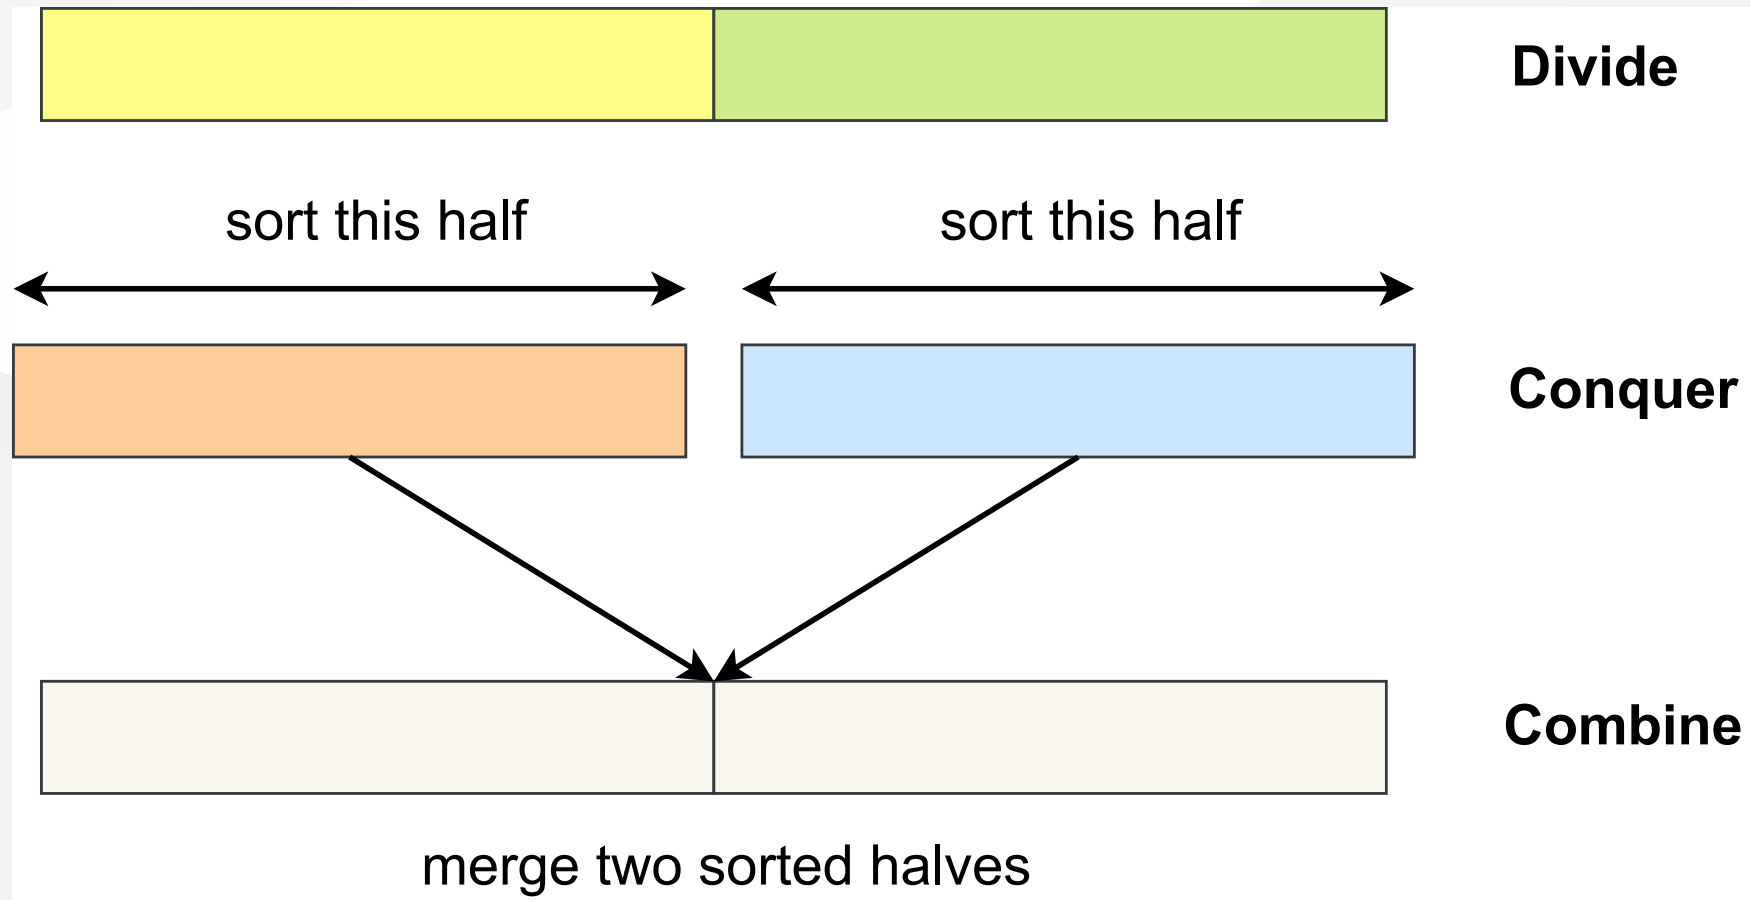 Divide
sort this half
sort this half
Conquer
Combine
merge two sorted halves